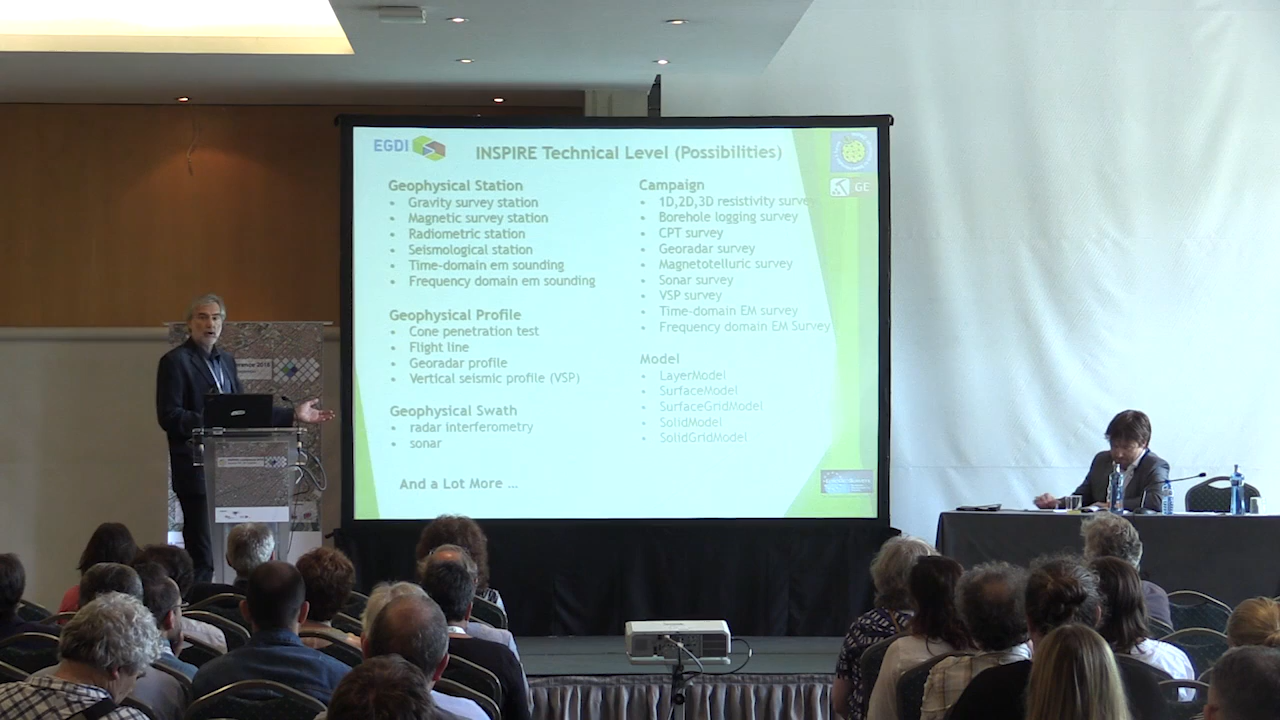 EGDI
INSPIRE Technical Level (Possibilities)
GE
Geophysical Station
• Gravity survey station
• Magnetic survey station
• Radiometric station
• Seismological station
• Time-domain em sounding
• Frequency domain em sounding
Geophysical Profile
• Cone penetration test
• Flight line
• Georadar profile
• Vertical seismic profile (VSP)
Geophysical Swath
• radar interferometry
• sonar
And a Lot More ...
Campaign
• 1D,2D,3D resistivity survey
• Borehole logging survey
• CPT survey
• Georadar survey
• Magnetotelluric survey
• Sonar survey
• VSP survey
• Time-domain EM survey
• Frequency domain EM Survey
Model
• LayerModel
• SurfaceModel
• SurfaceGridModel
• SolidModel
• SolidGridModel